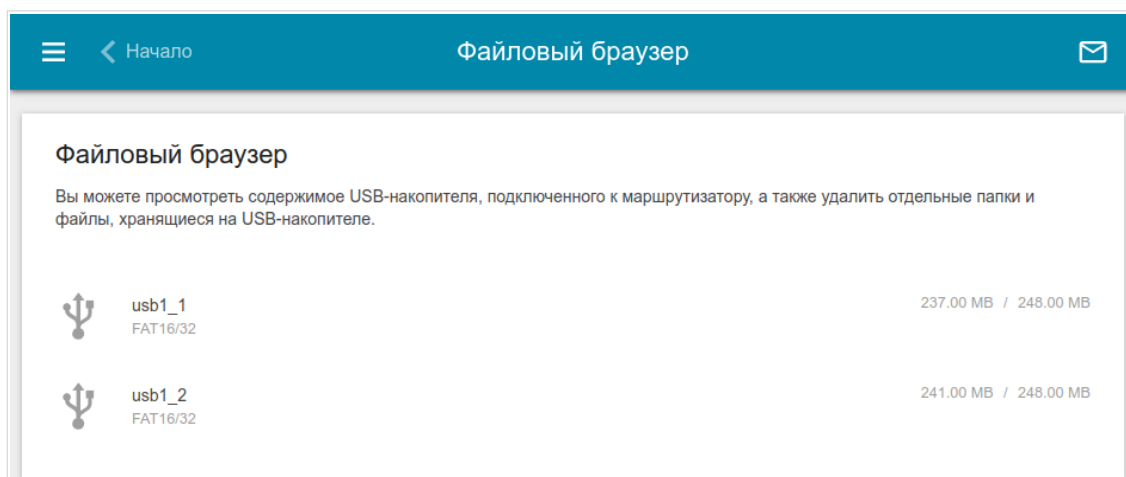 Начало
Файловый браузер
Файловый браузер
Вы можете просмотреть содержимое USB-накопителя, подключенного к маршрутизатору, а также удалить отдельные папки и
файлы, хранящиеся на USB-накопителе.
usb1_1
237.00 MB / 248.00 MB
FAT16/32
usb1_2
241.00 MB / 248.00 MB
FAT16/32